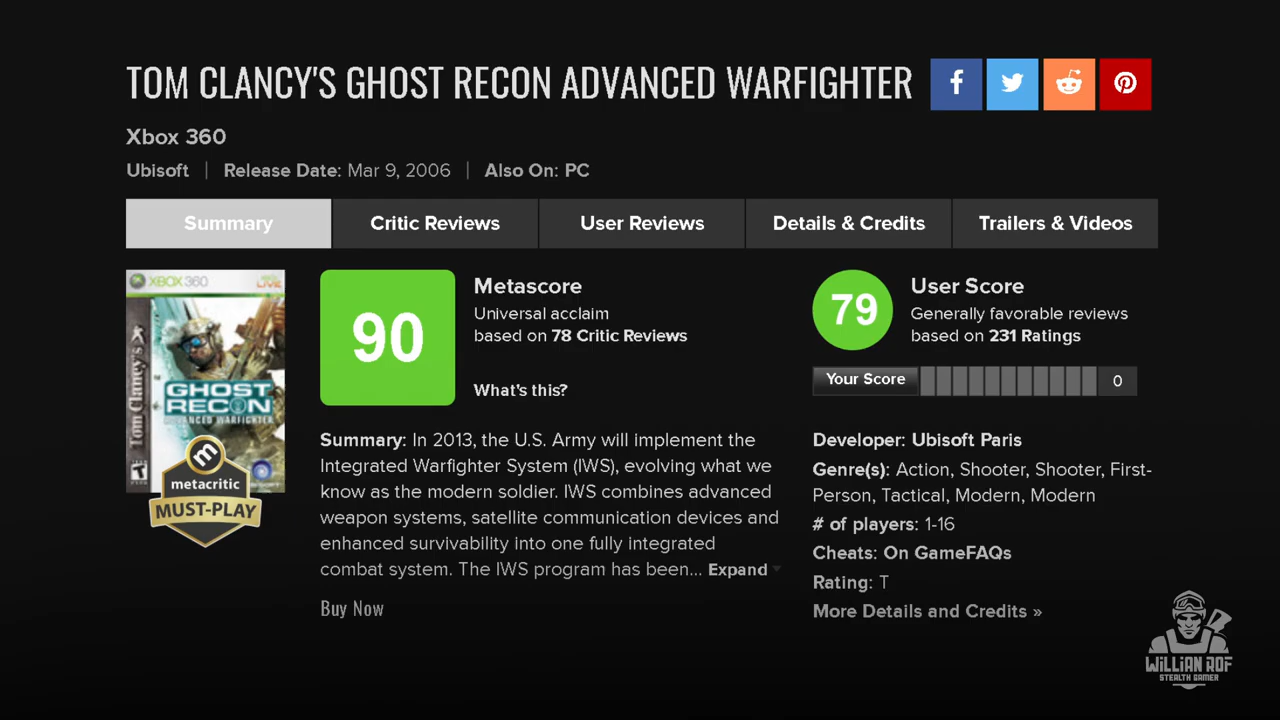 TOM CLANCY'S GHOST RECON ADVANCED WARFIGHTER
Xbox 360
Ubisoft | Release Date: Mar 9, 2006 | Also On: PC
Summary
Critic Reviews
User Reviews
Details & Credits
Trailers & Videos
XBOX 360
LIVE
Tom Clancy's
GHOST
RECON
ADVANCED WARFIGHTER
metacritic
MUST-PLAY
90
Metascore
Universal acclaim
based on 78 Critic Reviews
What's this?
Summary: In 2013, the U.S. Army will implement the
Integrated Warfighter System (IWS), evolving what we
know as the modern soldier. IWS combines advanced
weapon systems, satellite communication devices and
enhanced survivability into one fully integrated
combat system. The IWS program has been... Expand
Buy Now
79
User Score
Generally favorable reviews
based on 231 Ratings
Your Score
0
Developer: Ubisoft Paris
Genre(s): Action, Shooter, Shooter, First-
Person, Tactical, Modern, Modern
# of players: 1-16
Cheats: On GameFAQs
Rating: T
More Details and Credits »
WILLIAN ROF
STEALTH GAMER